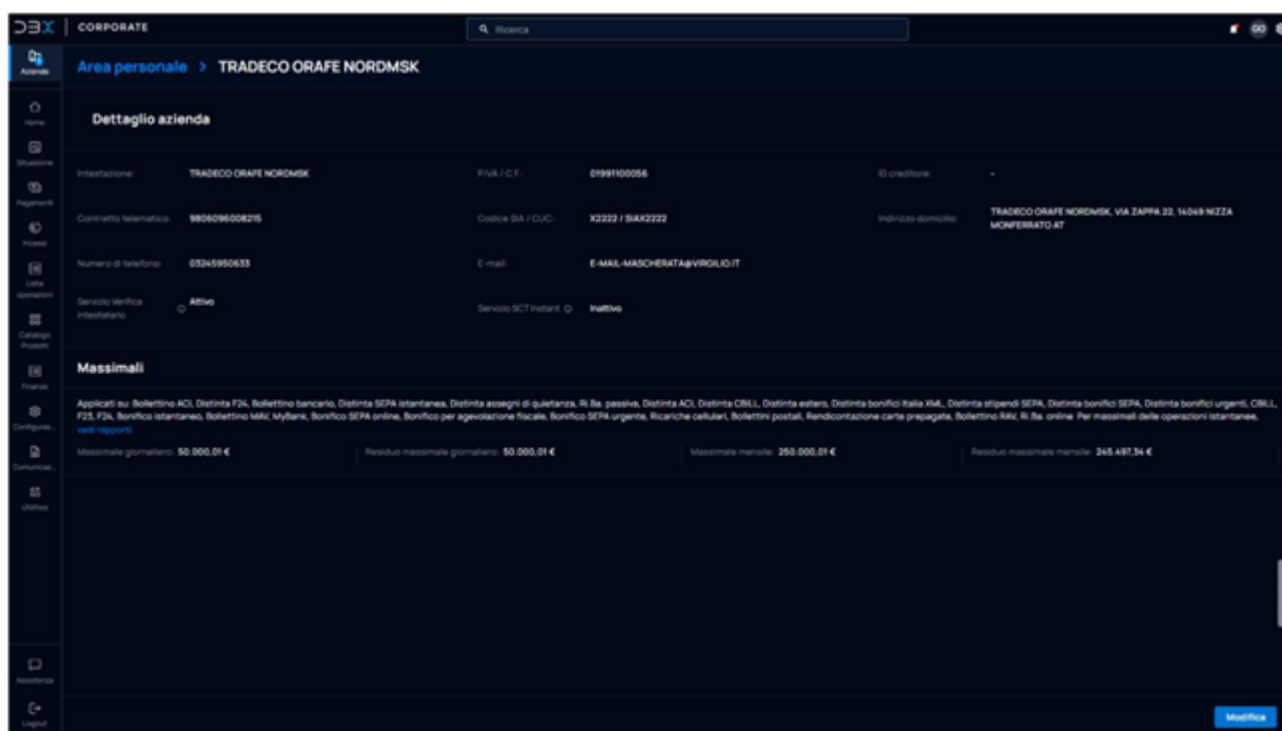 DBX | CORPORATE
Ricerca
Aziende
Area personale > TRADECO ORAFE NORDMSK
Home
Situazione
Pagamenti
Incassi
Lista operazioni
Catalogo Prodotti
Finanza
Configuraz...
Comunicaz...
Utilities
Assistenza
Logout
Dettaglio azienda
Intestazione: TRADECO ORAFE NORDMSK
P.IVA / C.F.: 01991100056
ID creditore: -
Contratto telematico: 9806096008215
Codice SIA / CUC: X2222 / SIAX2222
Indirizzo domicilio: TRADECO ORAFE NORDMSK, VIA ZAPPA 22, 14049 NIZZA
MONFERRATO AT
Numero di telefono: 03245950633
E-mail: E-MAIL-MASCHERATA@VIRGILIO.IT
Servizio Verifica intestatario Attivo
Servizio SCT Instant Inattivo
Massimali
Applicati su: Bollettino ACI, Distinta F24, Bollettino bancario, Distinta SEPA istantanea, Distinta assegni di quietanza, RI.Ba. passiva, Distinta ACI, Distinta CBILL, Distinta estero, Distinta bonifici Italia XML, Distinta stipendi SEPA, Distinta bonifici SEPA, Distinta bonifici urgenti, CBILL,
F23, F24, Bonifico istantaneo, Bollettino MAV, MyBank, Bonifico SEPA online, Bonifico per agevolazione fiscale, Bonifico SEPA urgente, Ricariche cellulari, Bollettini postali, Rendicontazione carte prepagate, Bollettino RAV, RI.Ba. online Per massimali delle operazioni istantanee,
vedi rapporti
Massimale giornaliero: 50.000,01 €
Residuo massimale giornaliero: 50.000,01 €
Massimale mensile: 250.000,01 €
Residuo massimale mensile: 245.497,34 €
Modifica